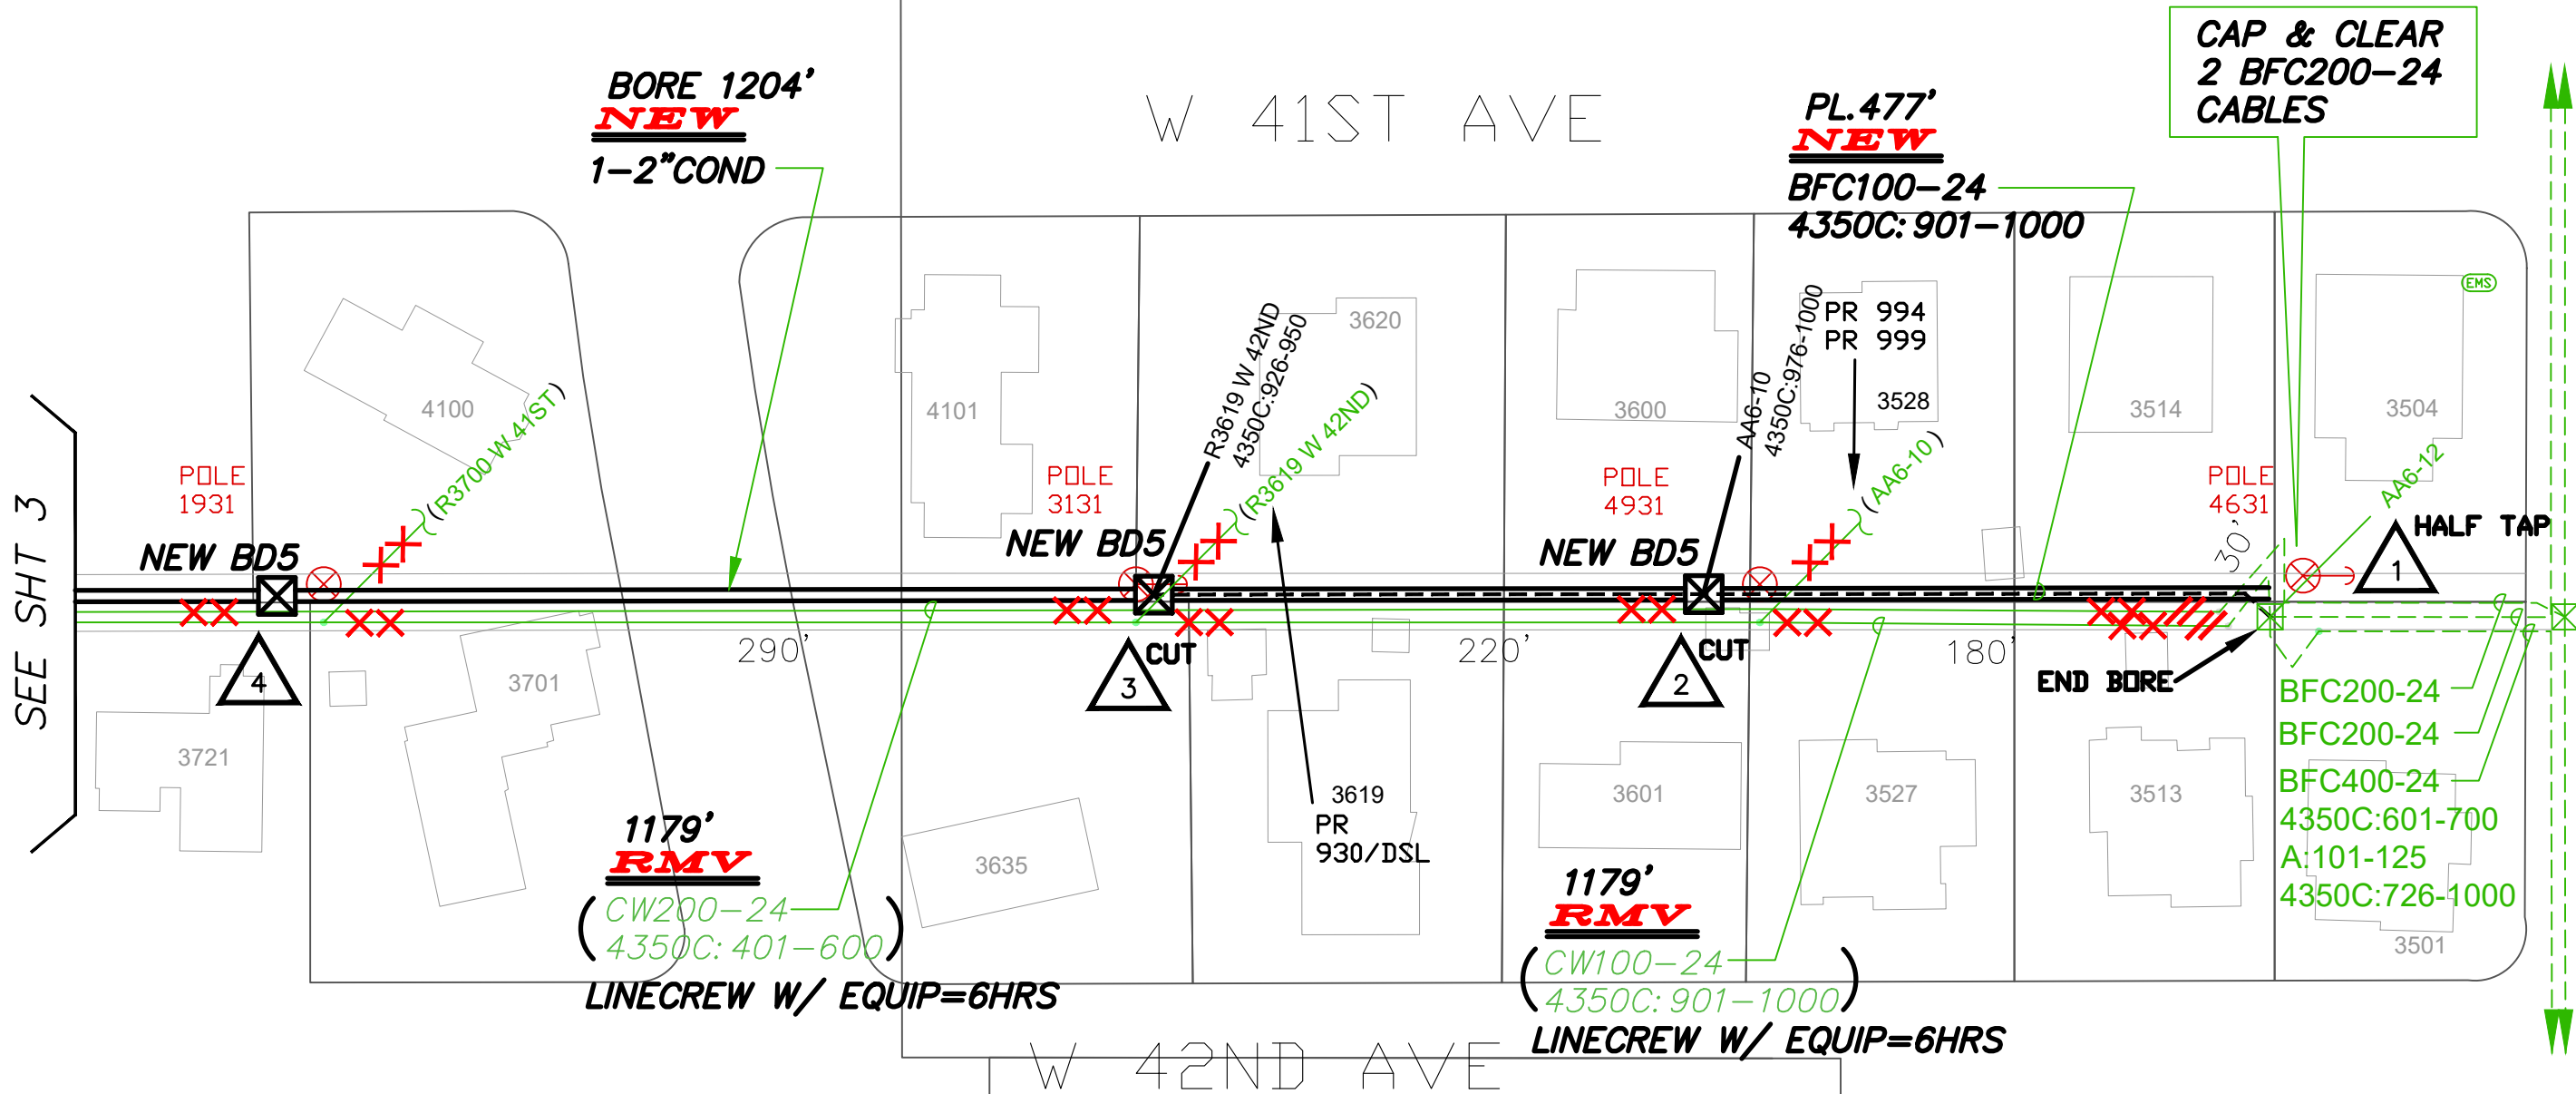 CAP & CLEAR
2 BFC200-24
CABLES
BORE 1204'
NEW
1-2"COND
W 41ST AVE
PL.477'
NEW
BFC100-24
4350C:901-1000
EMS
4100
4101
3620
3600
PR 994
PR 999
3528
3514
3504
(R3700 W 41ST)
R3619 W 42ND
4350C:926-950
(R3619 W 42ND)
AA6-10
4350C:976-1000
(AA6-10)
AA6-12
POLE
1931
POLE
3131
POLE
4931
POLE
4631
30'
HALF TAP
1
SEE SHT 3
NEW BD5
NEW BD5
NEW BD5
290'
CUT
220'
CUT
180'
END BORE
4
3
2
3721
3701
3635
3619
PR
930/DSL
3601
3527
3513
3501
BFC200-24
BFC200-24
BFC400-24
4350C:601-700
A:101-125
4350C:726-1000
1179'
RMV
(CW200-24
4350C:401-600)
LINECREW W/ EQUIP=6HRS
1179'
RMV
(CW100-24
4350C:901-1000)
LINECREW W/ EQUIP=6HRS
W 42ND AVE